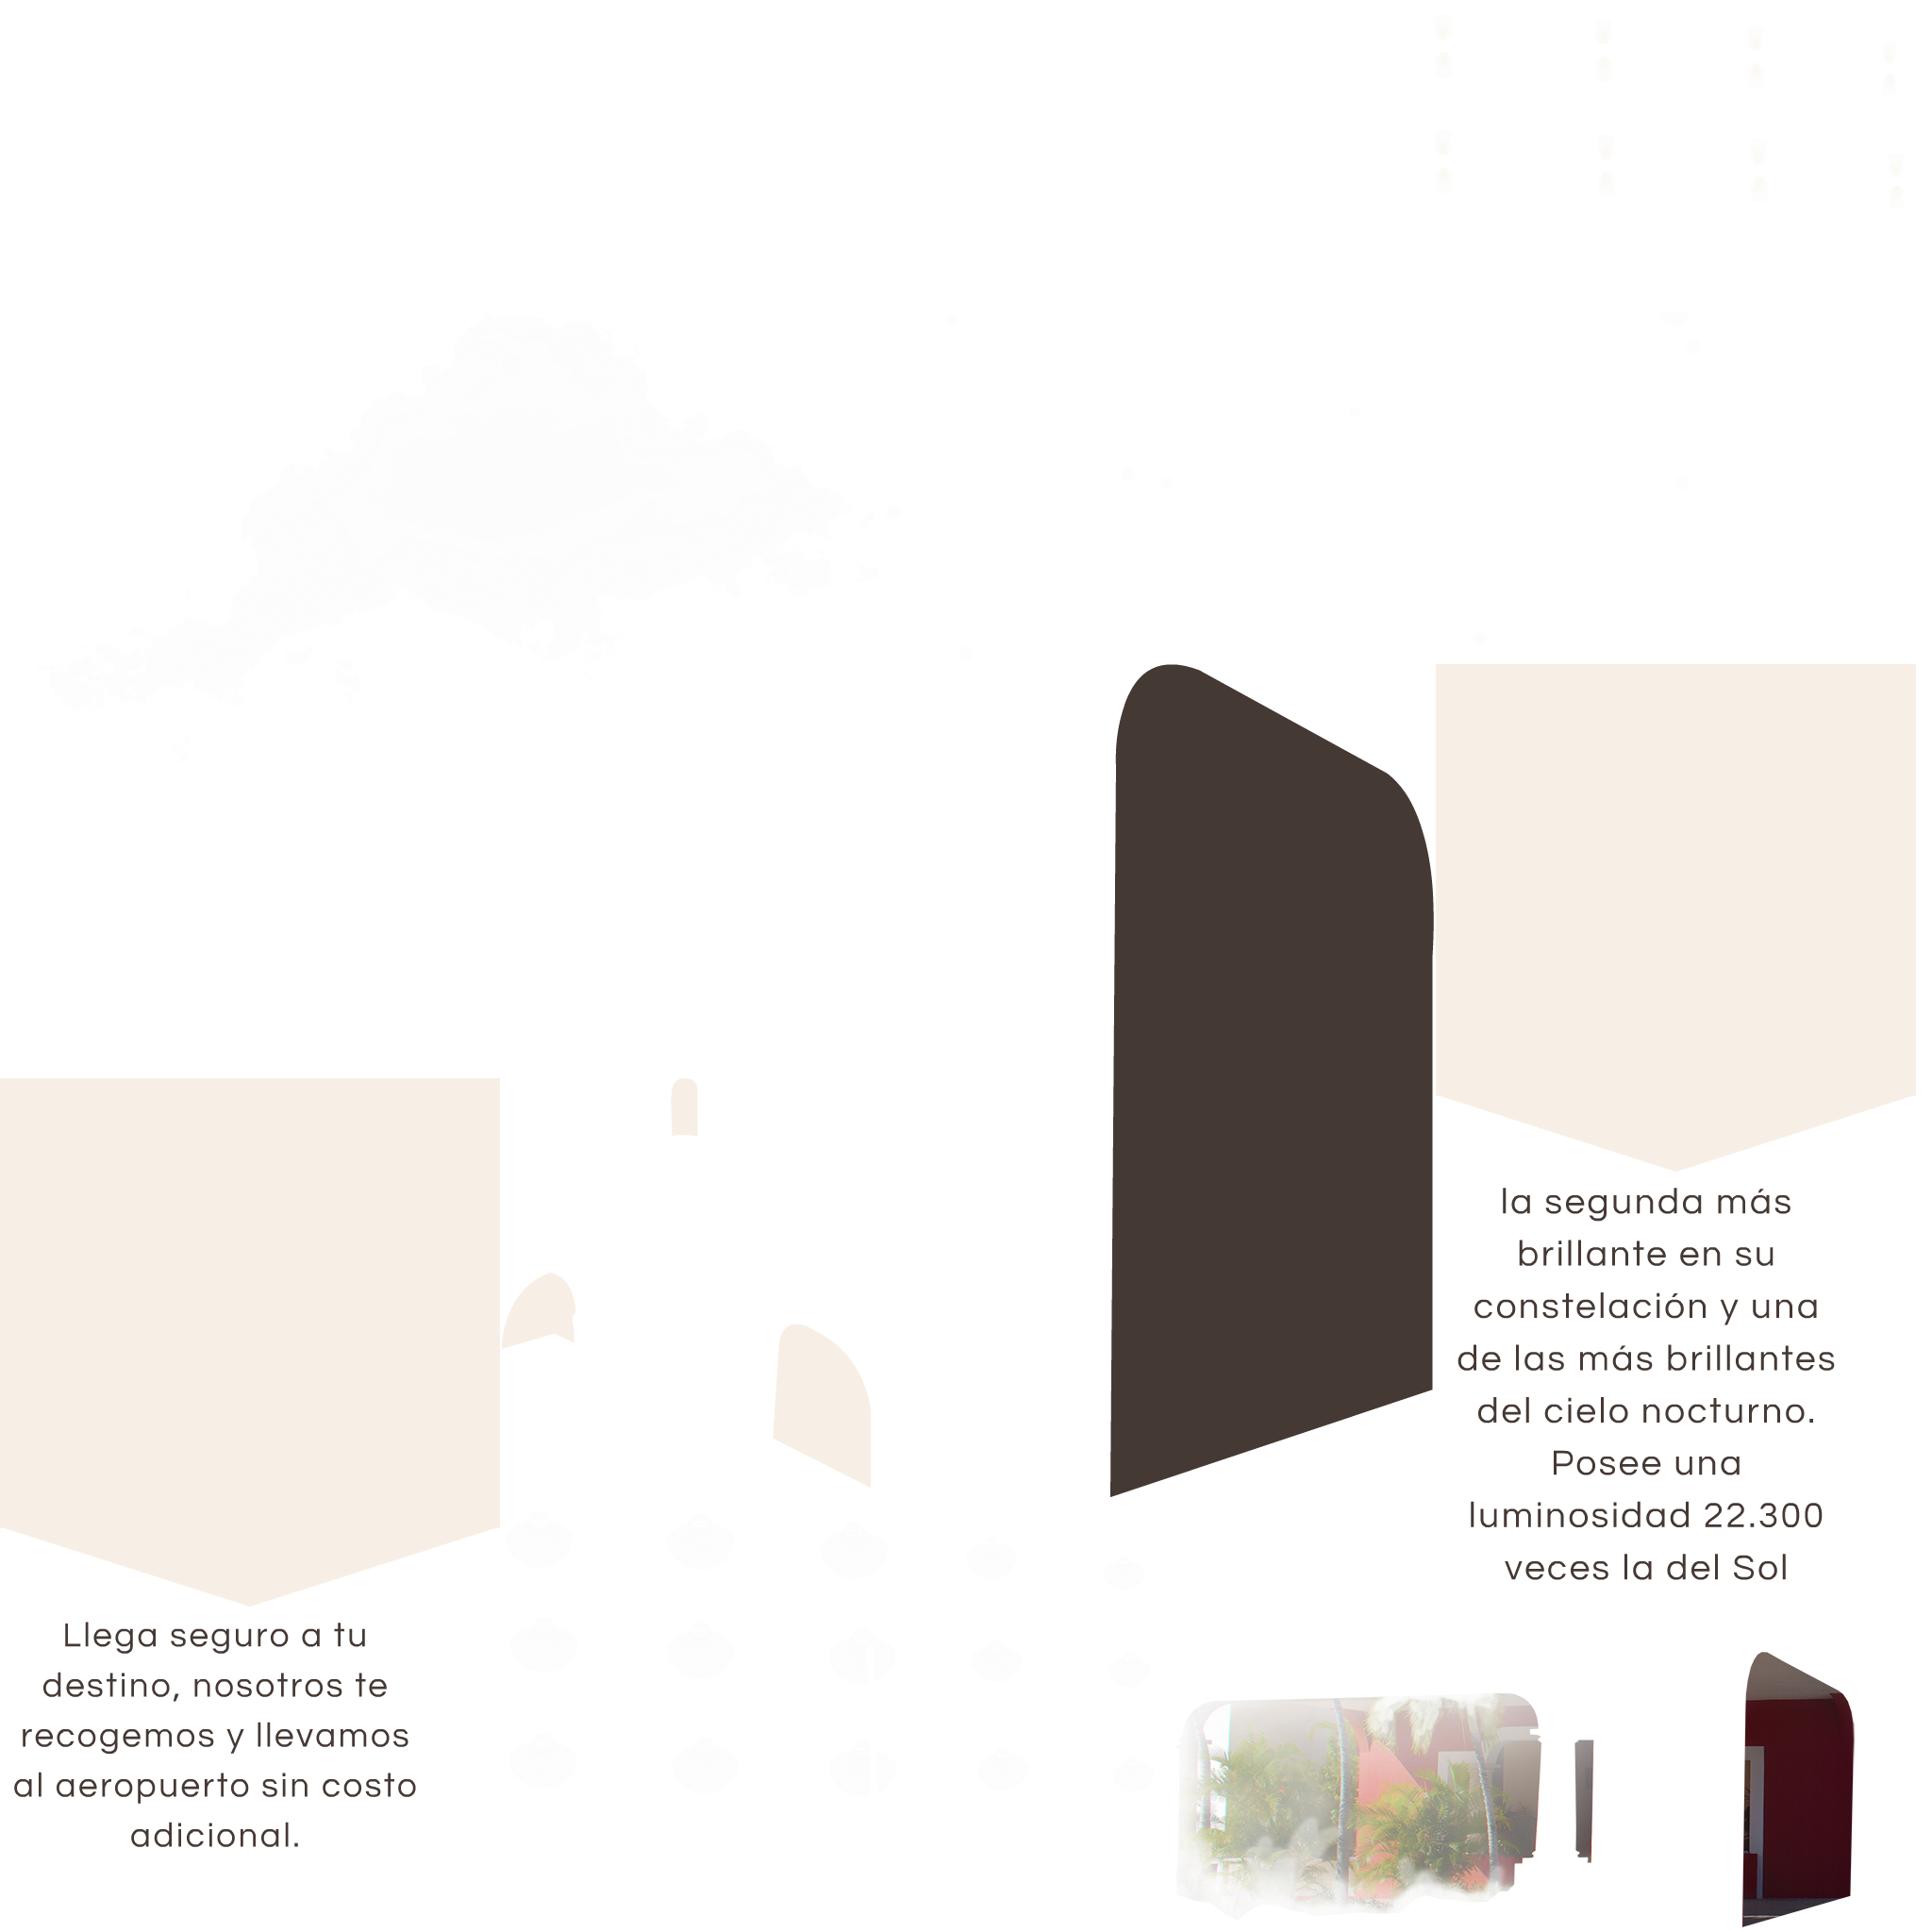 la segunda más
brillante en su
constelación y una
de las más brillantes
del cielo nocturno.
Posee una
luminosidad 22.300
veces la del Sol
Llega seguro a tu
destino, nosotros te
recogemos y llevamos
al aeropuerto sin costo
adicional.